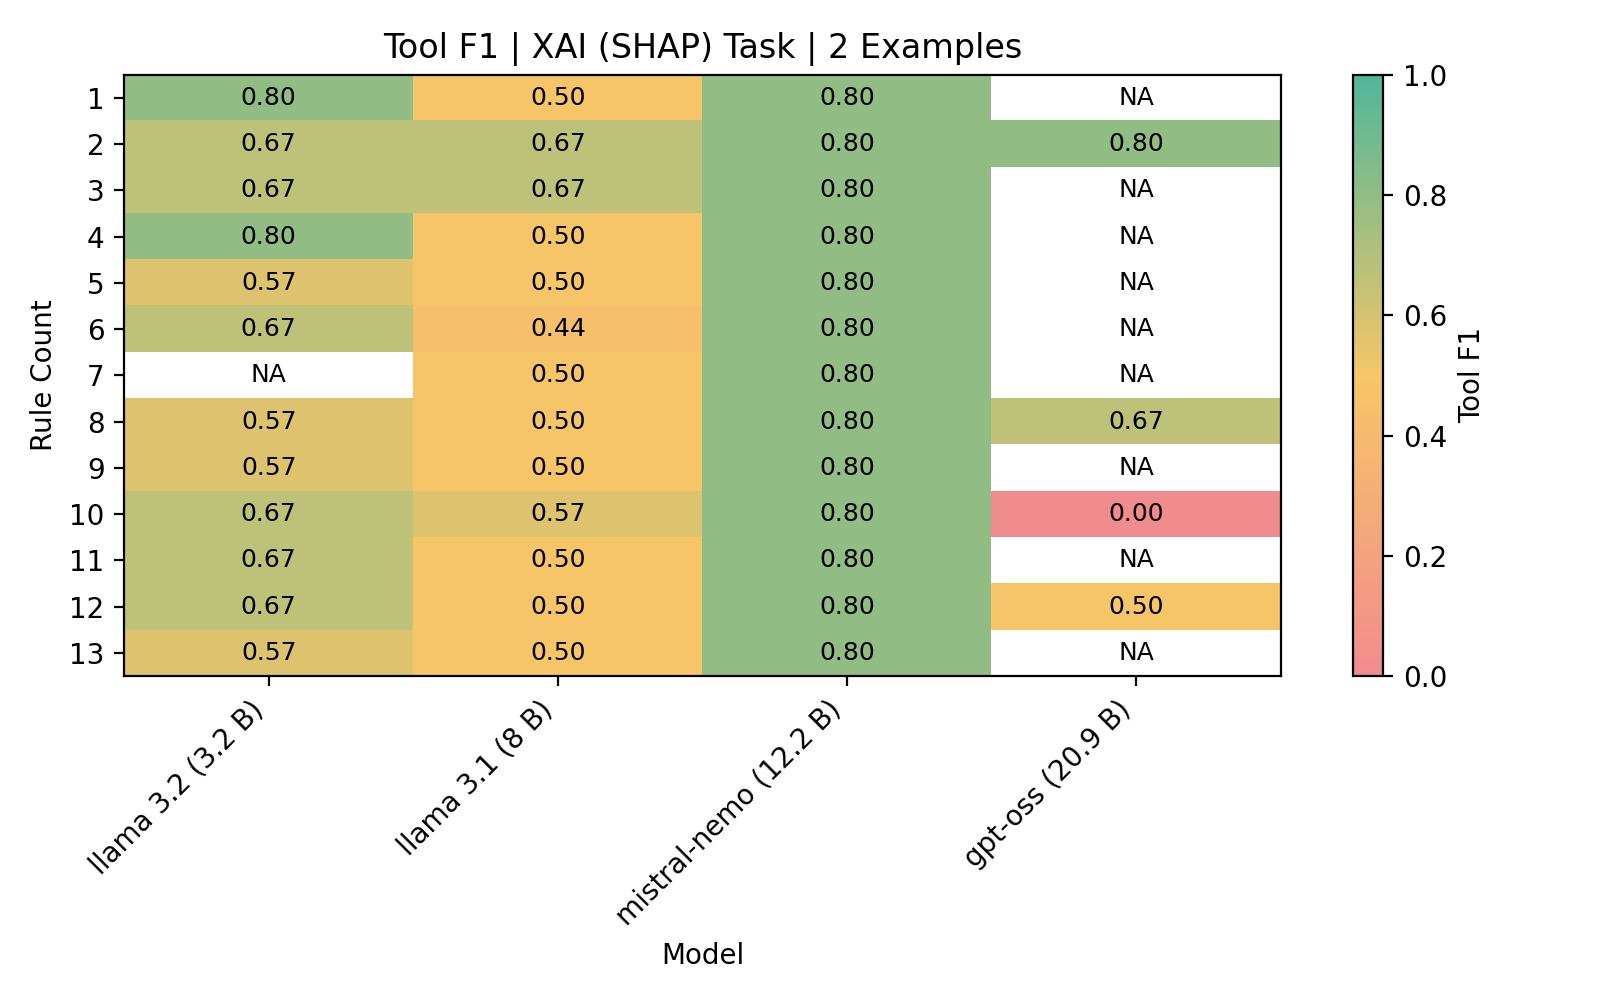 Tool F1 | XAI (SHAP) Task | 2 Examples
1 0.80 0.50 0.80 NA
2 0.67 0.67 0.80 0.80
3 0.67 0.67 0.80 NA
4 0.80 0.50 0.80 NA
5 0.57 0.50 0.80 NA
6 0.67 0.44 0.80 NA
7 NA 0.50 0.80 NA
8 0.57 0.50 0.80 0.67
9 0.57 0.50 0.80 NA
10 0.67 0.57 0.80 0.00
11 0.67 0.50 0.80 NA
12 0.67 0.50 0.80 0.50
13 0.57 0.50 0.80 NA
Rule Count
llama 3.2 (3.2 B)
llama 3.1 (8 B)
mistral-nemo (12.2 B)
gpt-oss (20.9 B)
Model
1.0
0.8
0.6
0.4
0.2
0.0
Tool F1